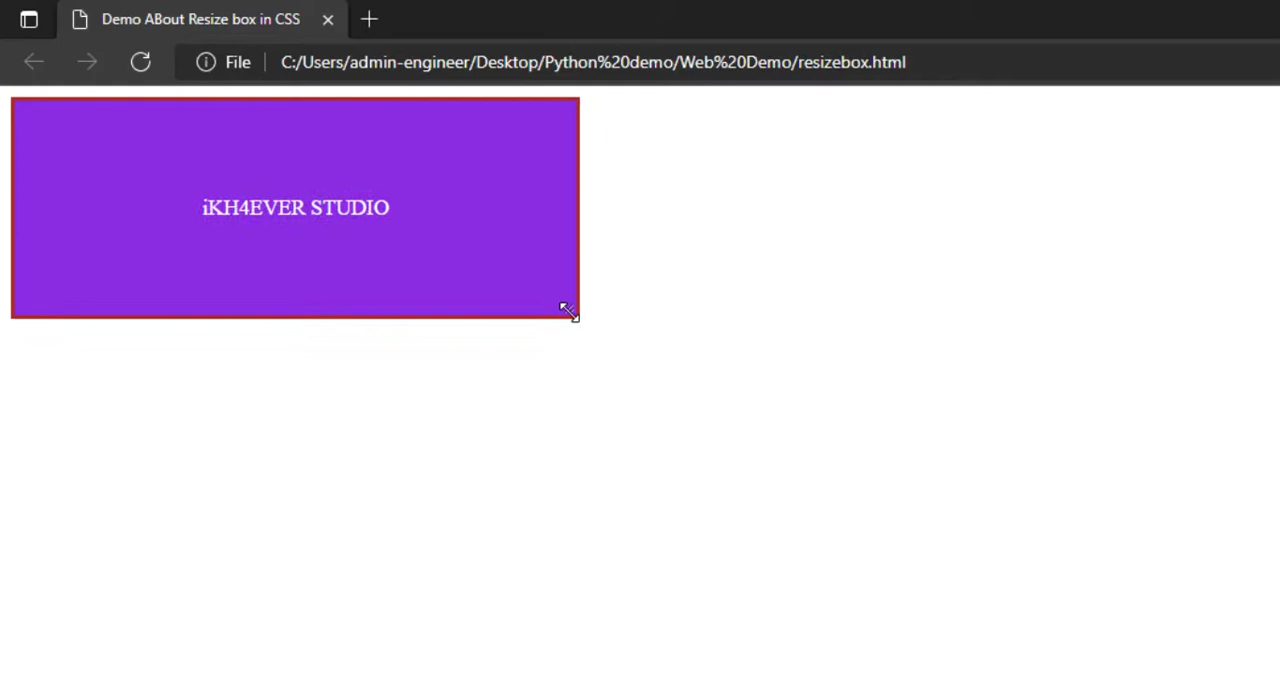 Demo ABout Resize box in CSS
File C:/Users/admin-engineer/Desktop/Python%20demo/Web%20Demo/resizebox.html
iKH4EVER STUDIO